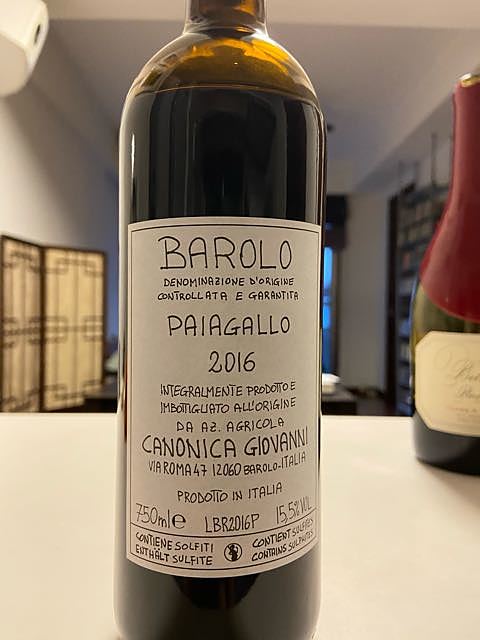 BAROLO
DENOMINAZIONE D'ORIGINE
CONTROLLATA E GARANTITA
PAIAGALLO
2016
INTEGRALMENTE PRODOTTO E
IMBOTTIGLIATO ALL'ORIGINE
DA AZ. AGRICOLA
CANONICA GIOVANNI
VIA ROMA 47 12060 BAROLO-ITALIA
PRODOTTO IN ITALIA
750ml e LBR2016P 15,5% VOL
CONTIENE SOLFITI CONTIENT SULFITES
ENTHÄLT SULFITE CONTAINS SULPHITES